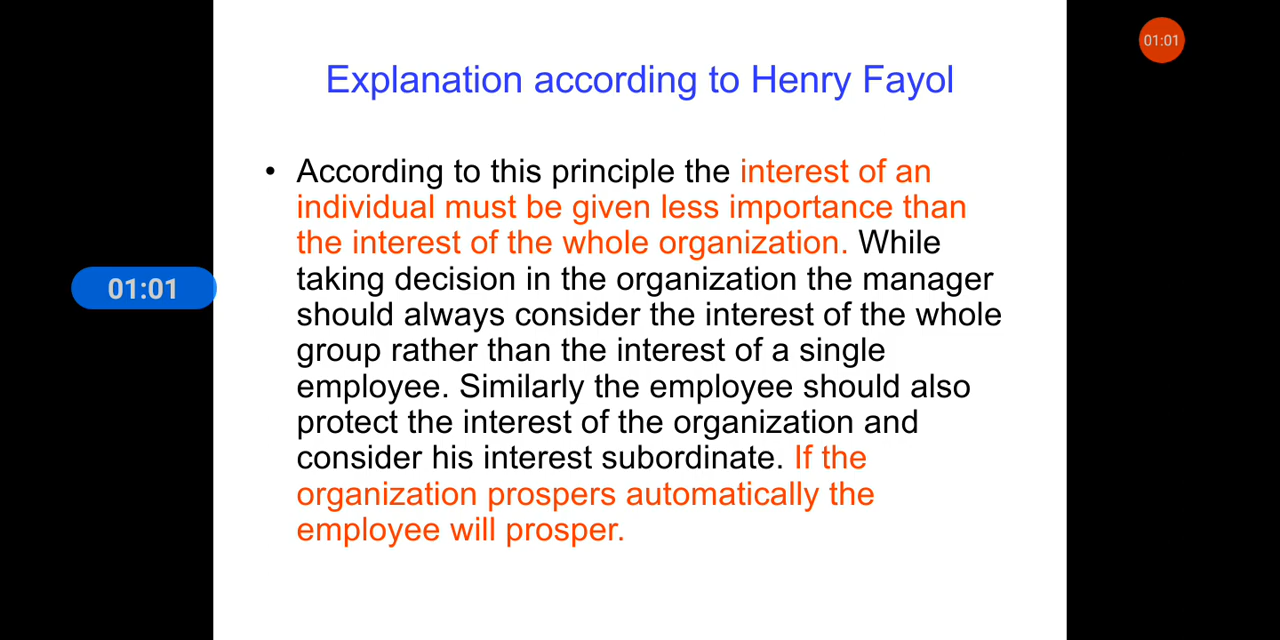 01:01
Explanation according to Henry Fayol
• According to this principle the interest of an
individual must be given less importance than
the interest of the whole organization. While
taking decision in the organization the manager
should always consider the interest of the whole
group rather than the interest of a single
employee. Similarly the employee should also
protect the interest of the organization and
consider his interest subordinate. If the
organization prospers automatically the
employee will prosper.
01:01